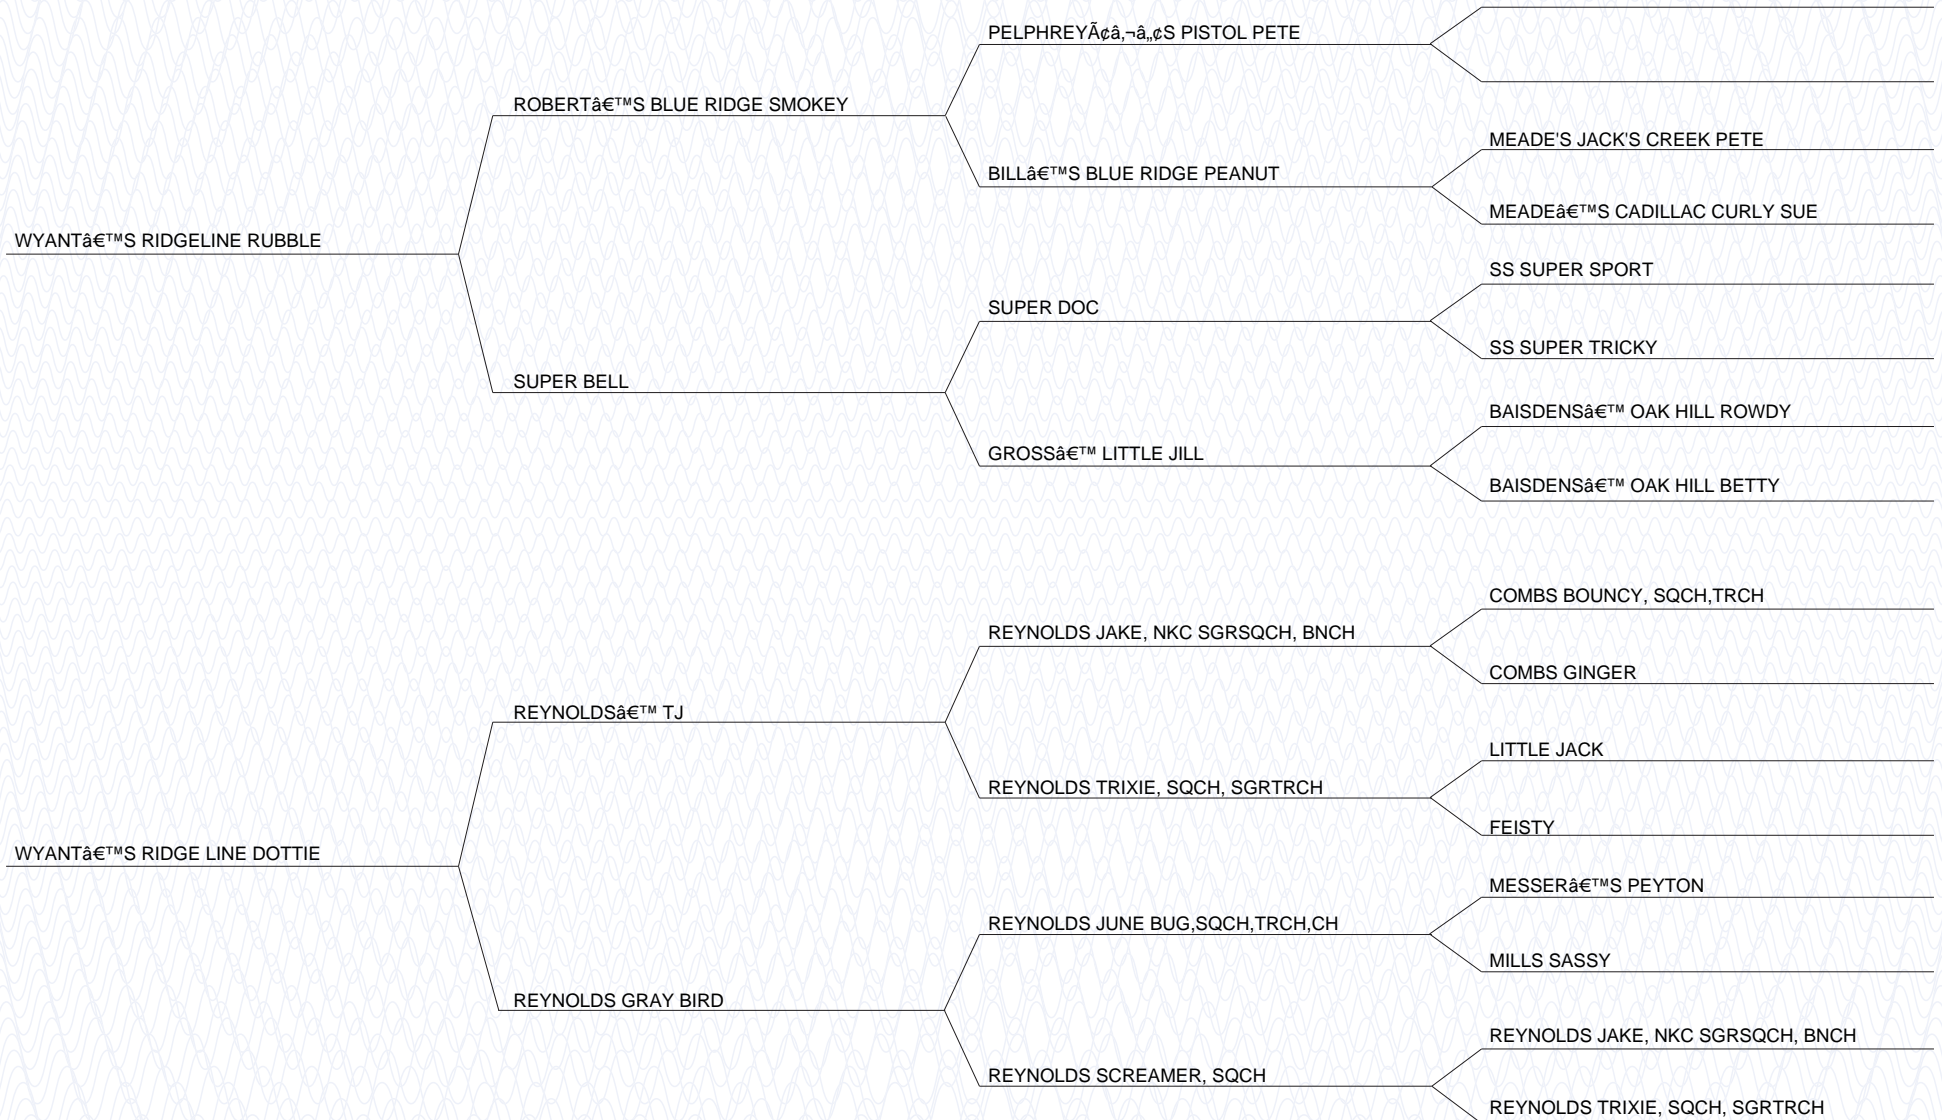 PELPHREYÃ¢â‚¬â„¢S PISTOL PETE
ROBERTâ€™S BLUE RIDGE SMOKEY
MEADE'S JACK'S CREEK PETE
BILLâ€™S BLUE RIDGE PEANUT
MEADEâ€™S CADILLAC CURLY SUE
WYANTâ€™S RIDGELINE RUBBLE
SS SUPER SPORT
SUPER DOC
SS SUPER TRICKY
SUPER BELL
BAISDENSâ€™ OAK HILL ROWDY
GROSSâ€™ LITTLE JILL
BAISDENSâ€™ OAK HILL BETTY
COMBS BOUNCY, SQCH,TRCH
REYNOLDS JAKE, NKC SGRSQCH, BNCH
COMBS GINGER
REYNOLDSâ€™ TJ
LITTLE JACK
REYNOLDS TRIXIE, SQCH, SGRTRCH
FEISTY
WYANTâ€™S RIDGE LINE DOTTIE
MESSERâ€™S PEYTON
REYNOLDS JUNE BUG,SQCH,TRCH,CH
MILLS SASSY
REYNOLDS GRAY BIRD
REYNOLDS JAKE, NKC SGRSQCH, BNCH
REYNOLDS SCREAMER, SQCH
REYNOLDS TRIXIE, SQCH, SGRTRCH